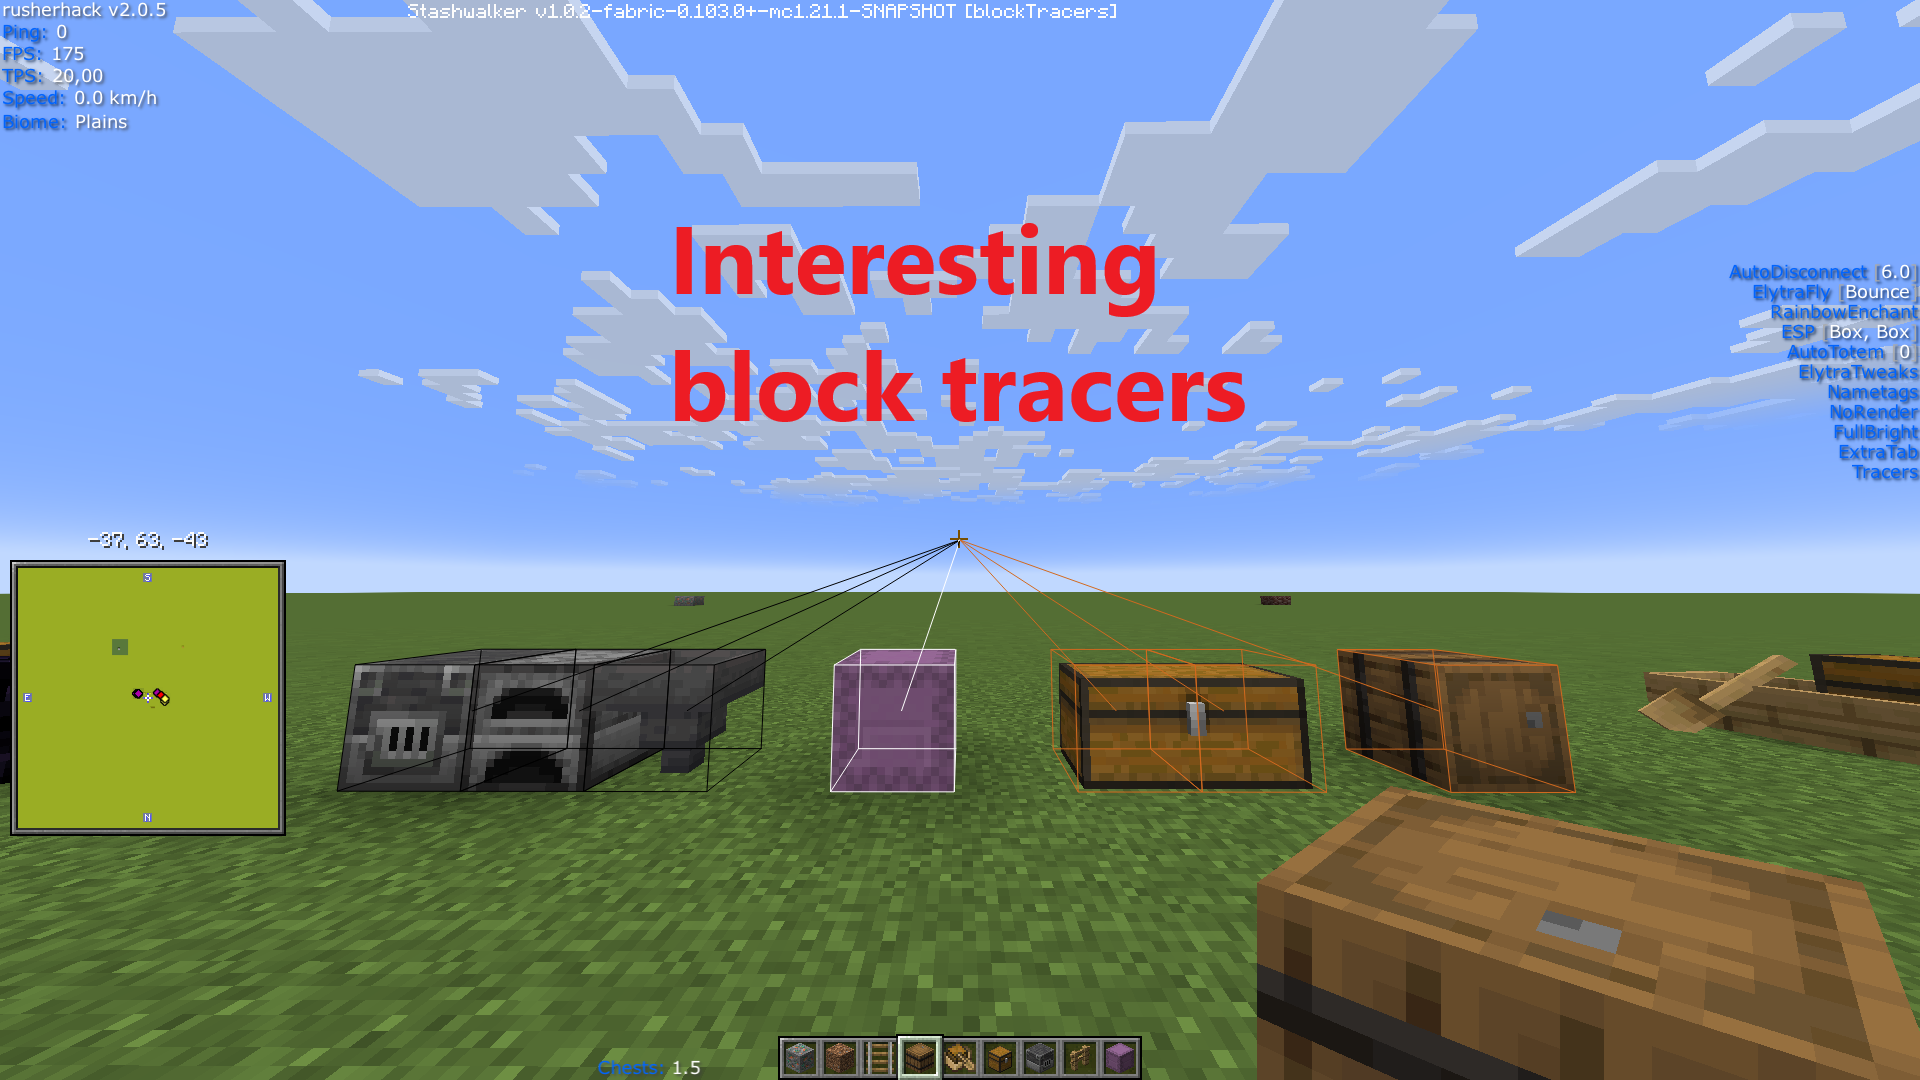 rusherhack v2.0.5
Stashwalker v1.0.2-fabric-0.103.0+-mc1.21.1-SNAPSHOT [blockTracers]
Ping: 0
FPS: 175
TPS: 20,00
Speed: 0.0 km/h
Biome: Plains
Interesting
block tracers
AutoDisconnect [6.0]
ElytraFly [Bounce]
RainbowEnchant
ESP [Box, Box]
AutoTotem [0]
ElytraTweaks
Nametags
NoRender
FullBright
ExtraTab
Tracers
-37, 63, -43
S
E
W
N
Chests: 1.5